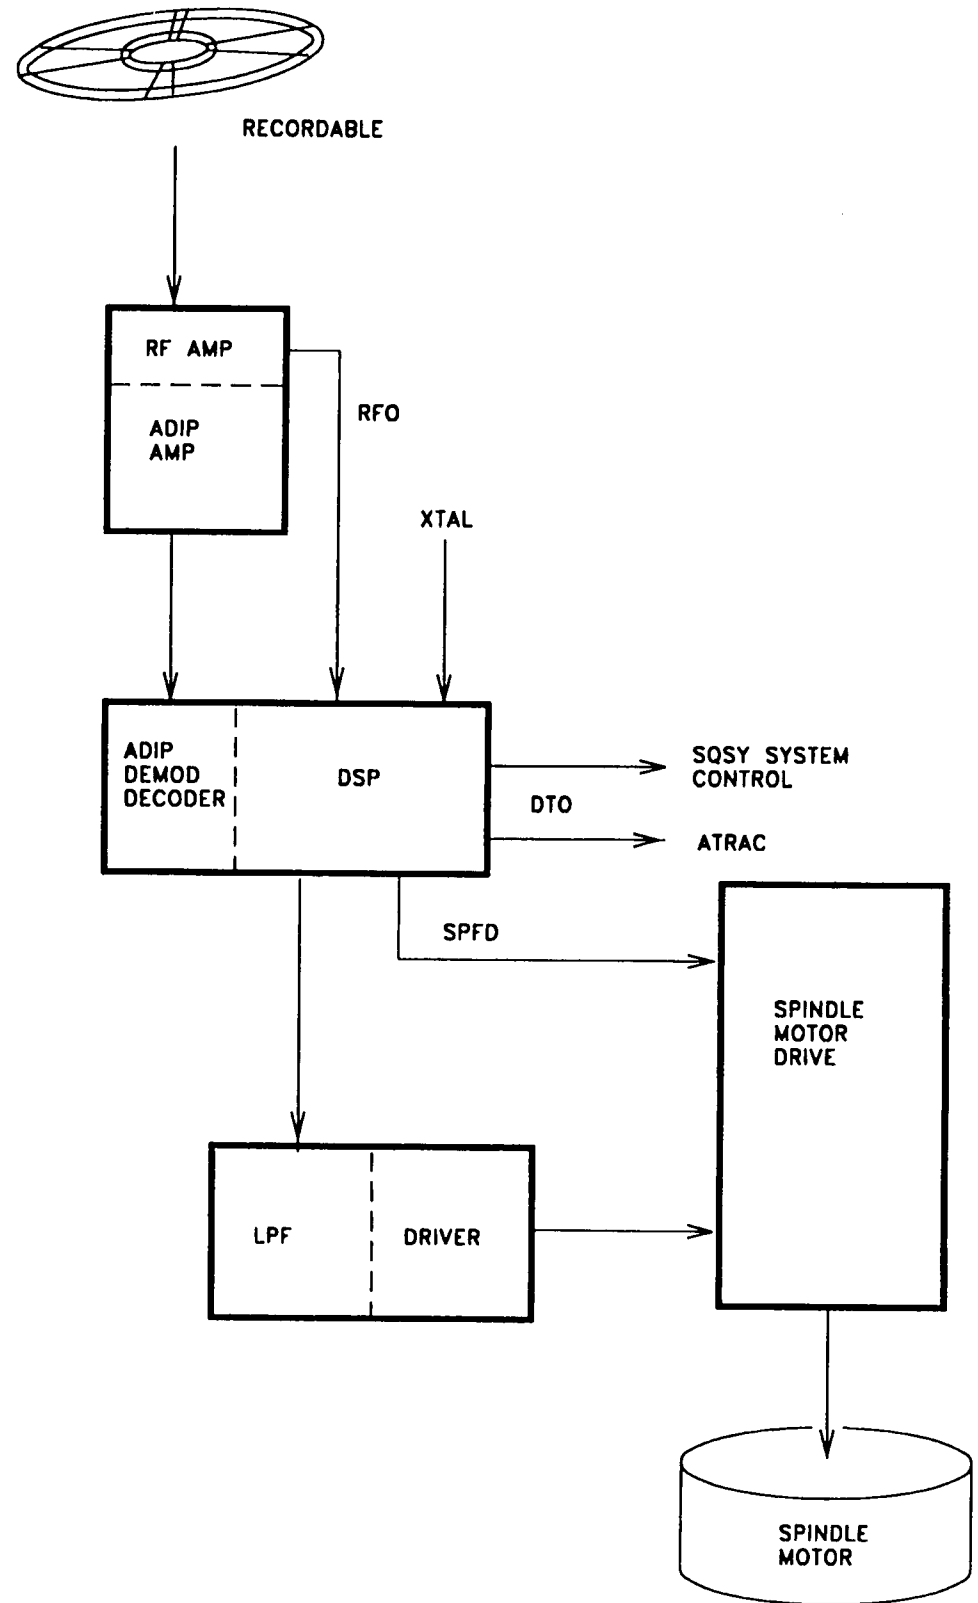 RECORDABLE
RF AMP
ADIP
AMP
RFO
XTAL
ADIP
DEMOD
DECODER
DSP
SQSY SYSTEM
CONTROL
DTO
ATRAC
SPFD
SPINDLE
MOTOR
DRIVE
LPF
DRIVER
SPINDLE
MOTOR